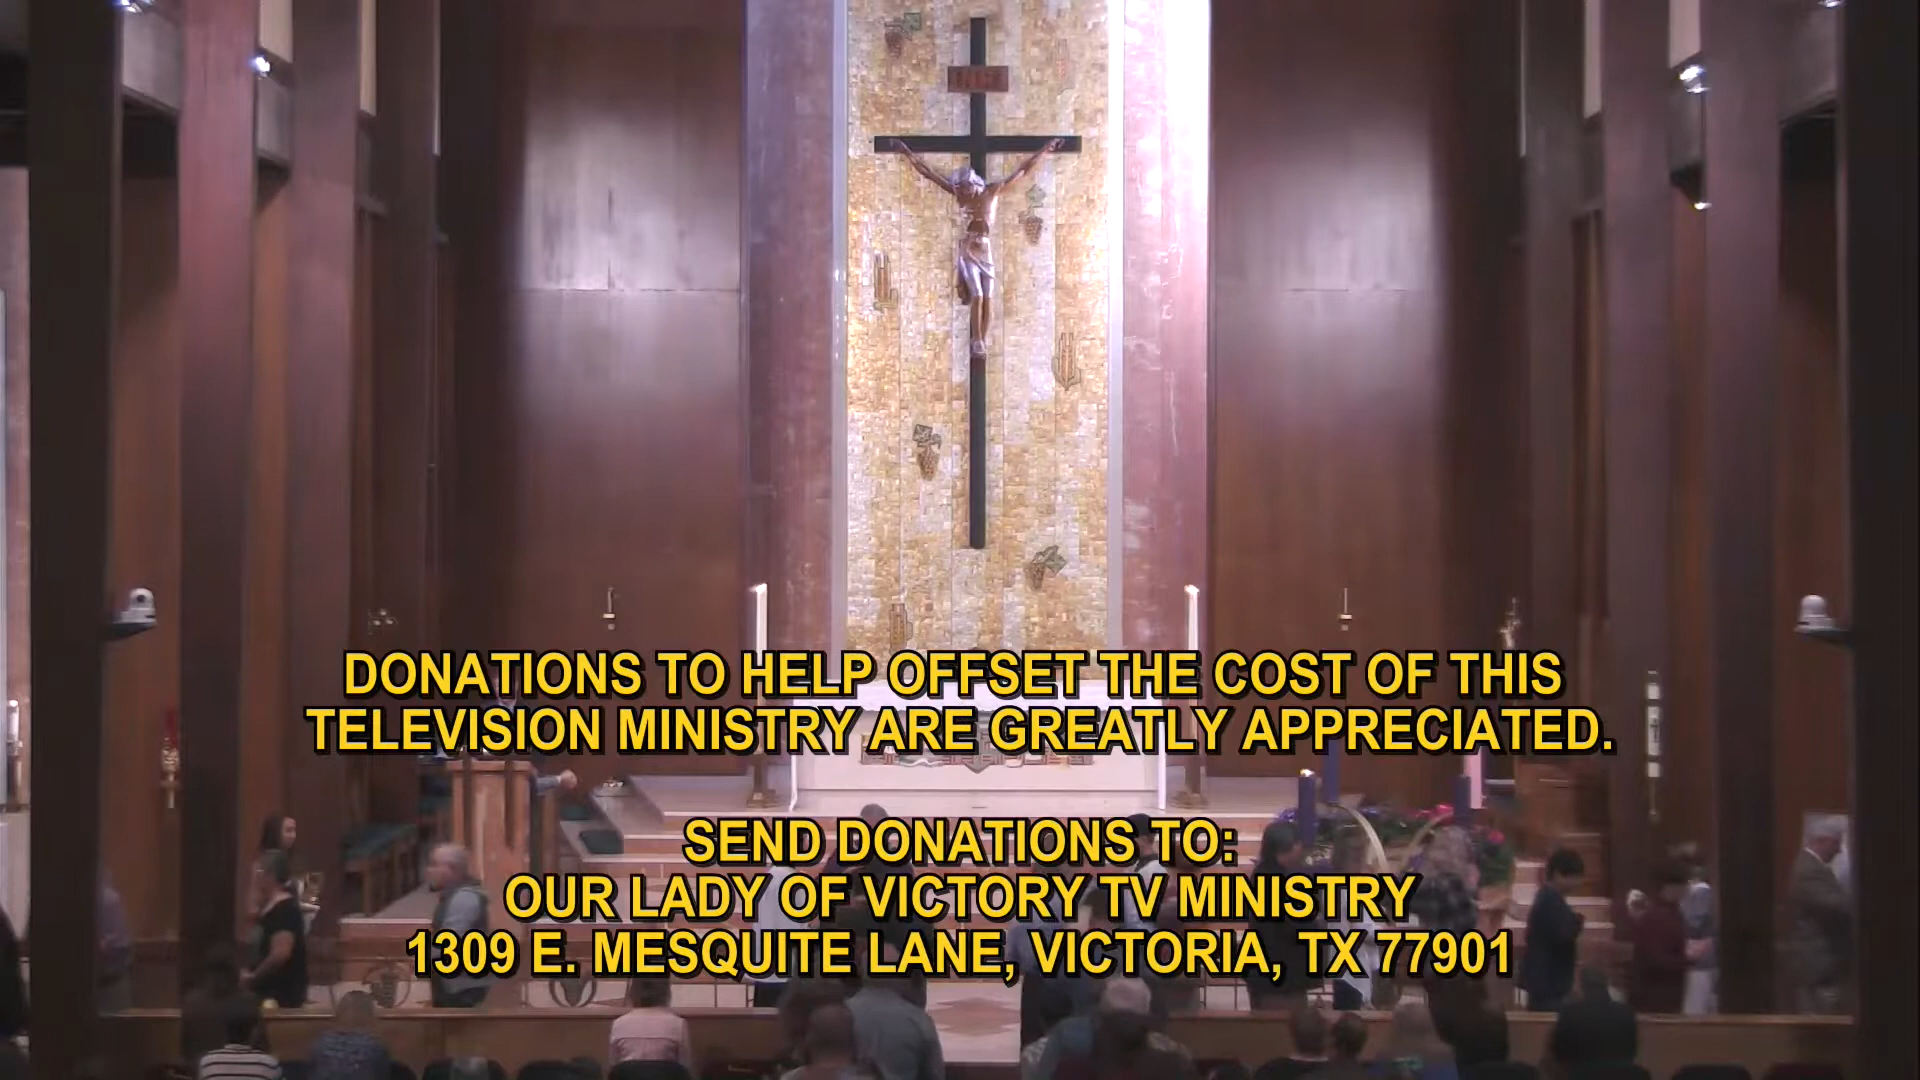 DONATIONS TO HELP OFFSET THE COST OF THIS
TELEVISION MINISTRY ARE GREATLY APPRECIATED.
SEND DONATIONS TO:
OUR LADY OF VICTORY TV MINISTRY
1309 E. MESQUITE LANE, VICTORIA, TX 77901